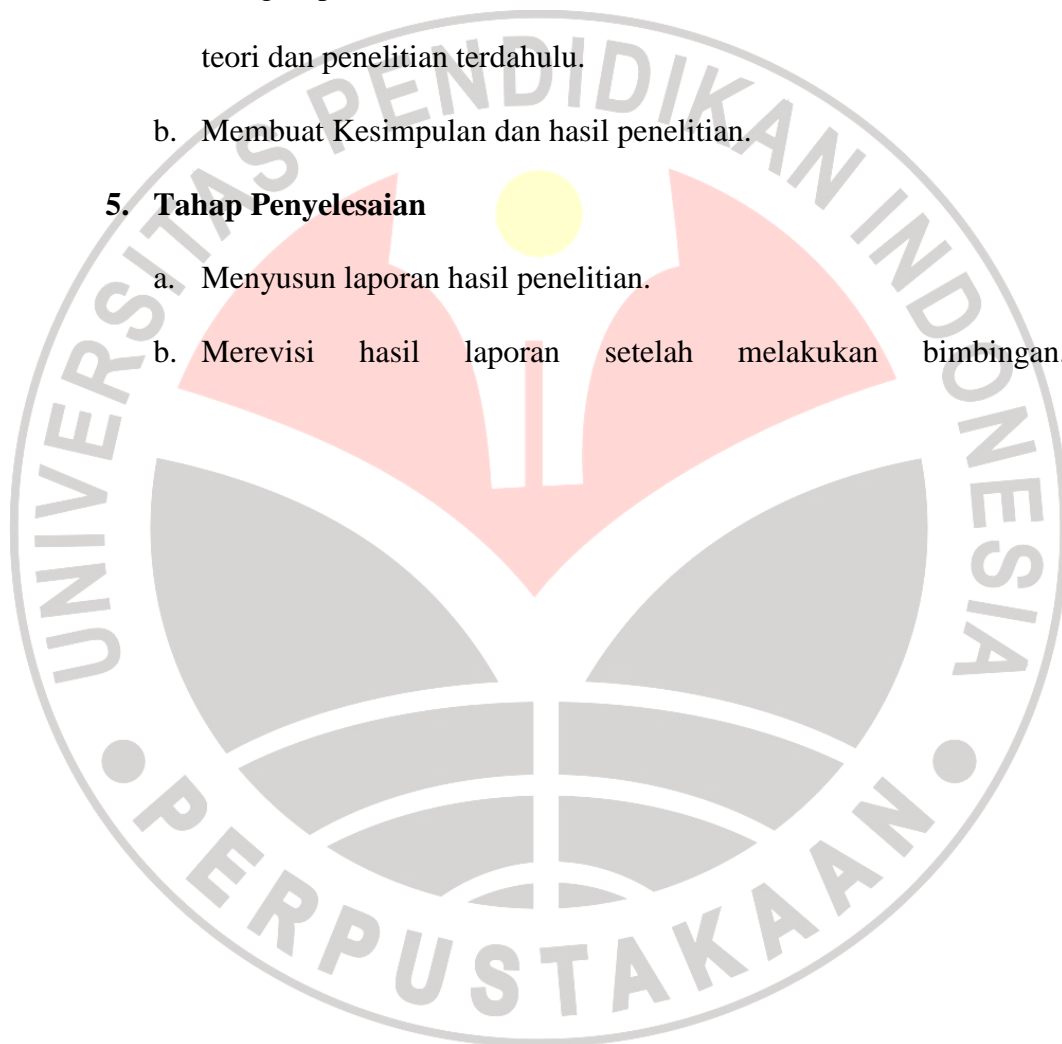 teori dan penelitian terdahulu.
b. Membuat Kesimpulan dan hasil penelitian.
5. Tahap Penyelesaian
a. Menyusun laporan hasil penelitian.
b. Merevisi hasil laporan setelah melakukan bimbingan.
UNIVERSITAS PENDIDIKAN INDONESIA
PERPUSTAKAAN